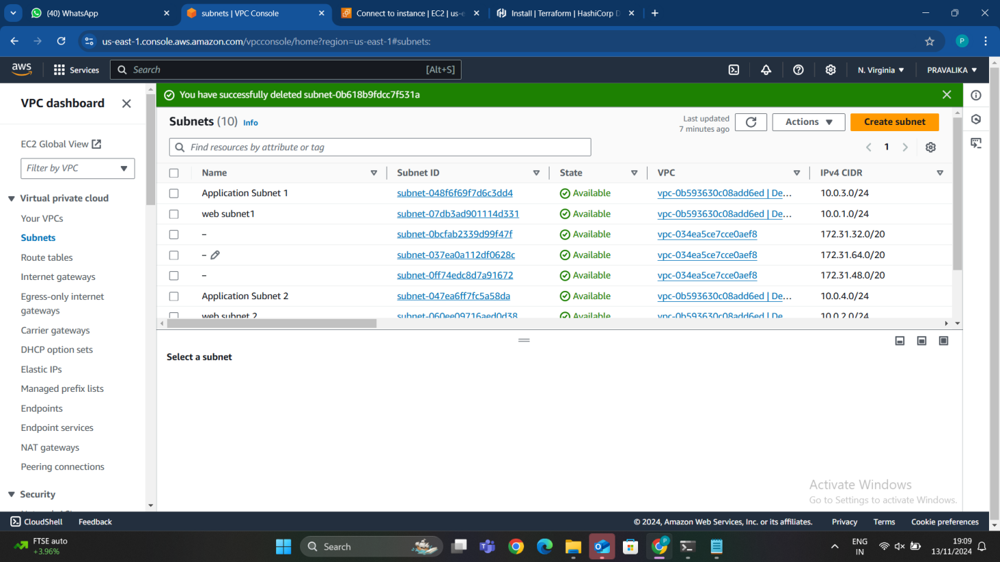 (40) WhatsApp
subnets | VPC Console
Connect to instance | EC2 | us-e
Install | Terraform | HashiCorp D
us-east-1.console.aws.amazon.com/vpcconsole/home?region=us-east-1#subnets:
P
aws
Services
Search
[Alt+S]
N. Virginia
PRAVALIKA
VPC dashboard
EC2 Global View
Filter by VPC
Virtual private cloud
Your VPCs
Subnets
Route tables
Internet gateways
Egress-only internet
gateways
Carrier gateways
DHCP option sets
Elastic IPs
Managed prefix lists
Endpoints
Endpoint services
NAT gateways
Peering connections
Security
You have successfully deleted subnet-0b618b9fdcc7f531a
Subnets (10) Info
Last updated
7 minutes ago
Actions
Create subnet
Find resources by attribute or tag
1
Name Subnet ID State VPC IPv4 CIDR
Application Subnet 1 subnet-048f6f69f7d6c3dd4 Available vpc-0b593630c08add6ed | De... 10.0.3.0/24
web subnet1 subnet-07db3ad901114d331 Available vpc-0b593630c08add6ed | De... 10.0.1.0/24
– subnet-0bcfab2339d99f47f Available vpc-034ea5ce7cce0aef8 172.31.32.0/20
– subnet-037ea0a112df0628c Available vpc-034ea5ce7cce0aef8 172.31.64.0/20
– subnet-0ff74edc8d7a91672 Available vpc-034ea5ce7cce0aef8 172.31.48.0/20
Application Subnet 2 subnet-047ea6ff7fc5a58da Available vpc-0b593630c08add6ed | De... 10.0.4.0/24
web subnet 2 subnet-060ee09716aed0d38 Available vpc-0b593630c08add6ed | De 10.0.2.0/24
Select a subnet
Activate Windows
Go to Settings to activate Windows.
CloudShell
Feedback
© 2024, Amazon Web Services, Inc. or its affiliates.
Privacy
Terms
Cookie preferences
FTSE auto
+3.96%
Search
P
ENG
IN
19:09
13/11/2024